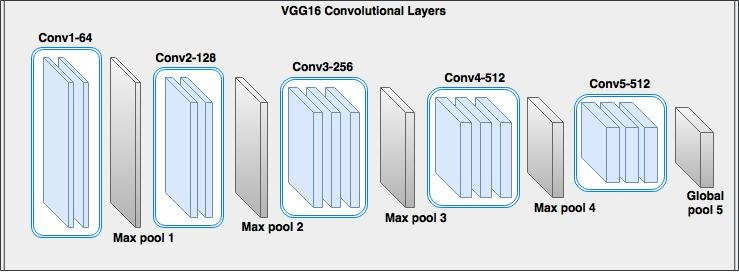 VGG16 Convolutional Layers
Conv1-64
Conv2-128
Conv3-256
Conv4-512
Conv5-512
Max pool 1
Max pool 2
Max pool 3
Max pool 4
Global
pool 5